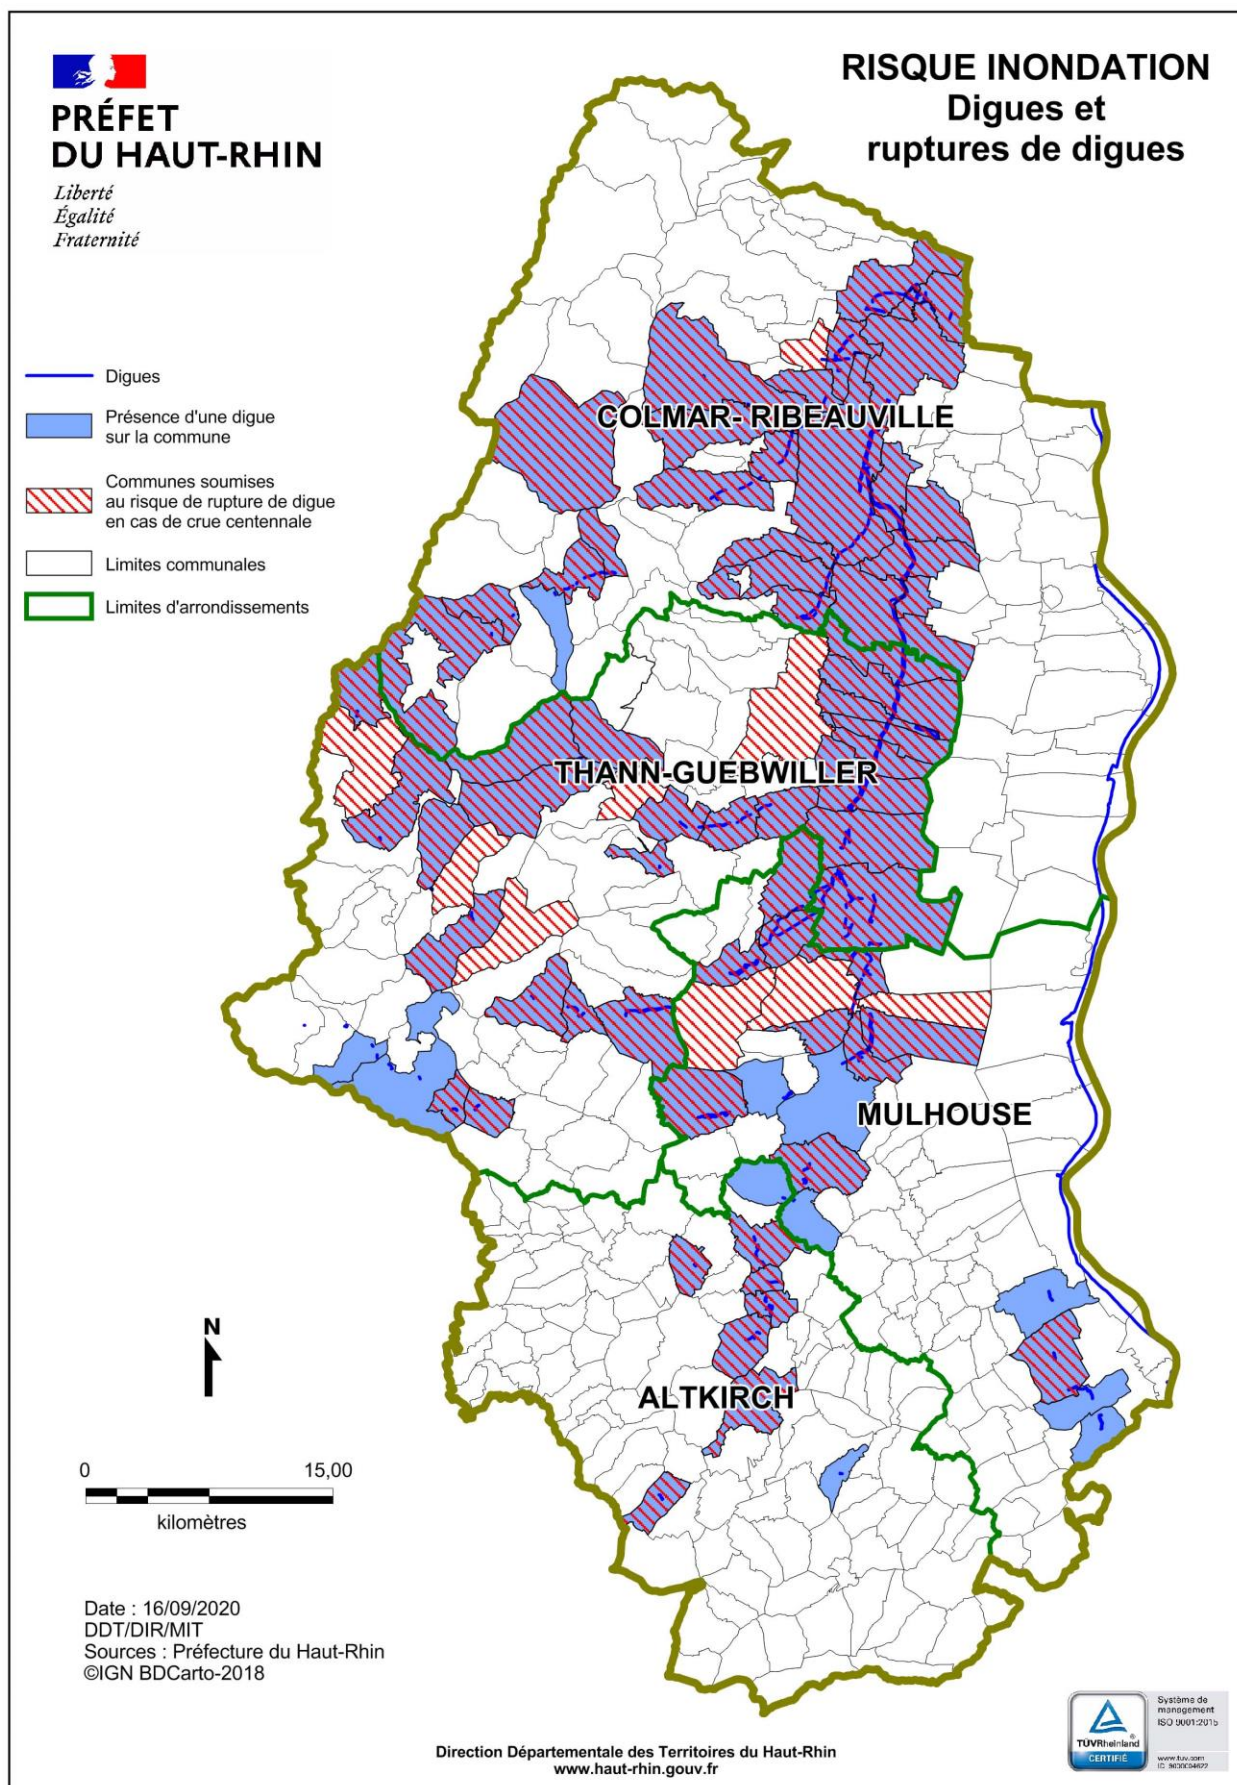 PRÉFET
DU HAUT-RHIN
Liberté
Égalité
Fraternité
RISQUE INONDATION
Digues et
ruptures de digues
Digues
Présence d'une digue
sur la commune
Communes soumises
au risque de rupture de digue
en cas de crue centennale
Limites communales
Limites d'arrondissements
COLMAR- RIBEAUVILLE
THANN-GUEBWILLER
MULHOUSE
ALTKIRCH
N
0 15,00
kilomètres
Date : 16/09/2020
DDT/DIR/MIT
Sources : Préfecture du Haut-Rhin
©IGN BDCarto-2018
Direction Départementale des Territoires du Haut-Rhin
www.haut-rhin.gouv.fr
TÜVRheinland
CERTIFIÉ
Système de
management
ISO 9001:2015
www.tuv.com